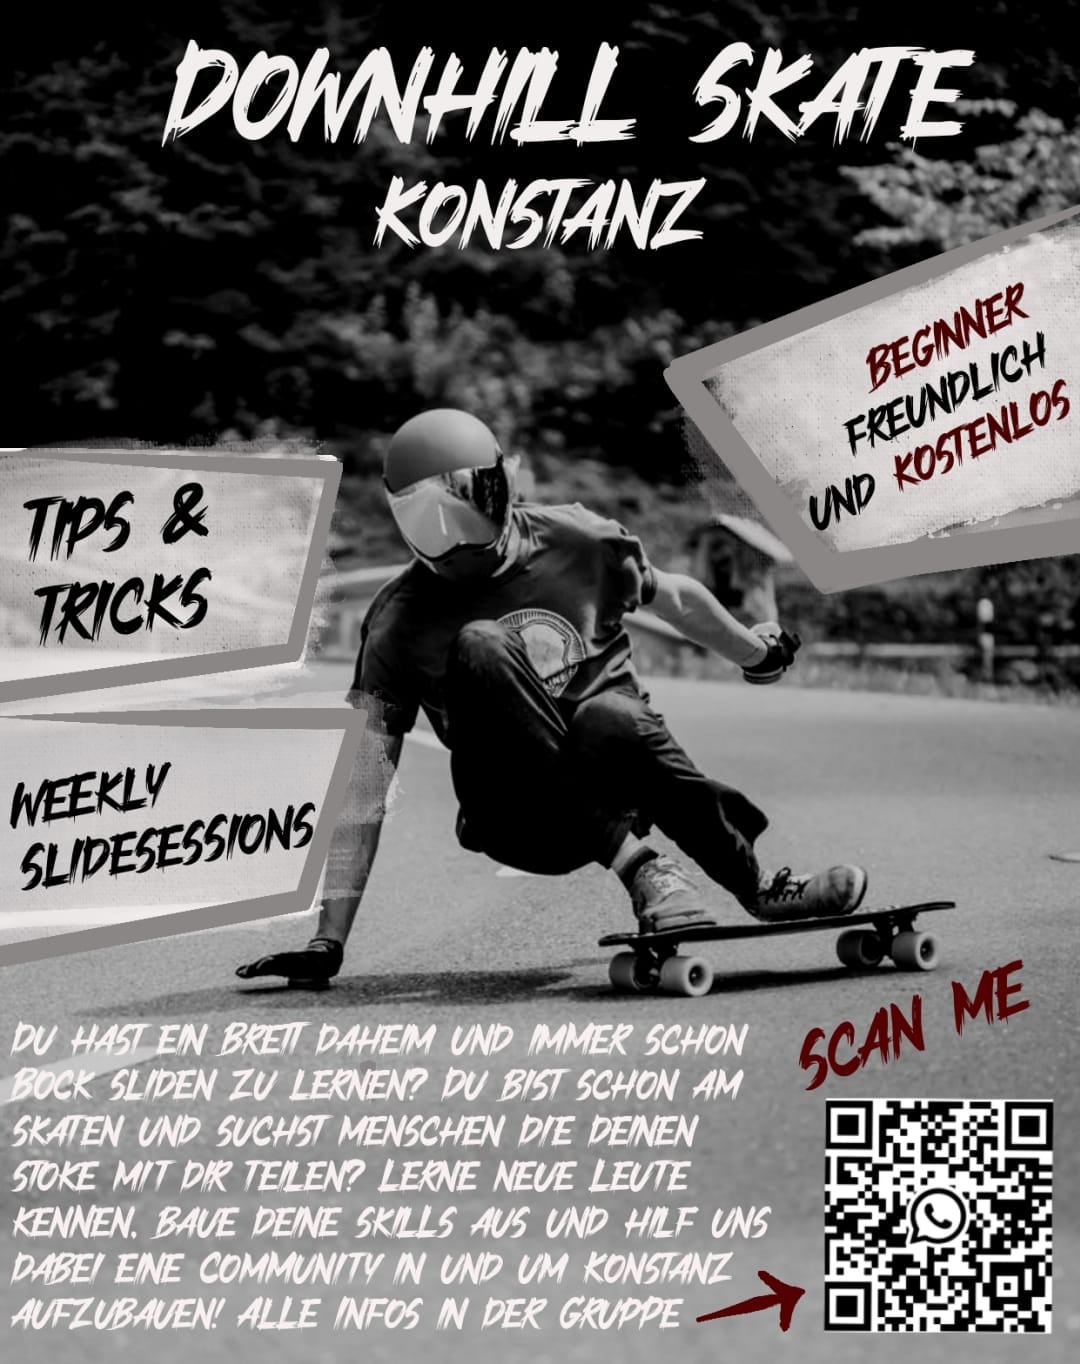 DOWNHILL SKATE
KONSTANZ
BEGINNER
FREUNDLICH
UND KOSTENLOS
TIPS &
TRICKS
WEEKLY
SLIDESESSIONS
DU HAST EIN BRETT DAHEIM UND IMMER SCHON
BOCK SLIDEN ZU LERNEN? DU BIST SCHON AM
SKATEN UND SUCHST MENSCHEN DIE DEINEN
STOKE MIT DIR TEILEN? LERNE NEUE LEUTE
KENNEN, BAUE DEINE SKILLS AUS UND HILF UNS
DABEI EINE COMMUNITY IN UND UM KONSTANZ
AUFZUBAUEN! ALLE INFOS IN DER GRUPPE
SCAN ME